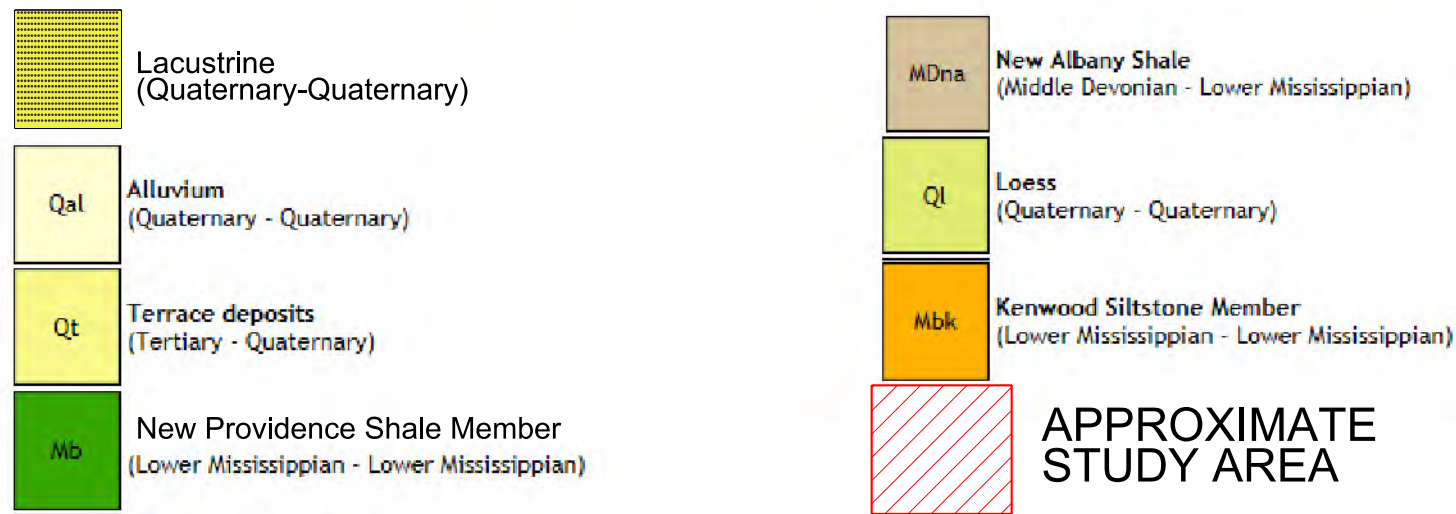 Lacustrine
(Quaternary-Quaternary)
Qal
Alluvium
(Quaternary - Quaternary)
Qt
Terrace deposits
(Tertiary - Quaternary)
Mb
New Providence Shale Member
(Lower Mississippian - Lower Mississippian)
MDna
New Albany Shale
(Middle Devonian - Lower Mississippian)
Ql
Loess
(Quaternary - Quaternary)
Mbk
Kenwood Siltstone Member
(Lower Mississippian - Lower Mississippian)
APPROXIMATE
STUDY AREA